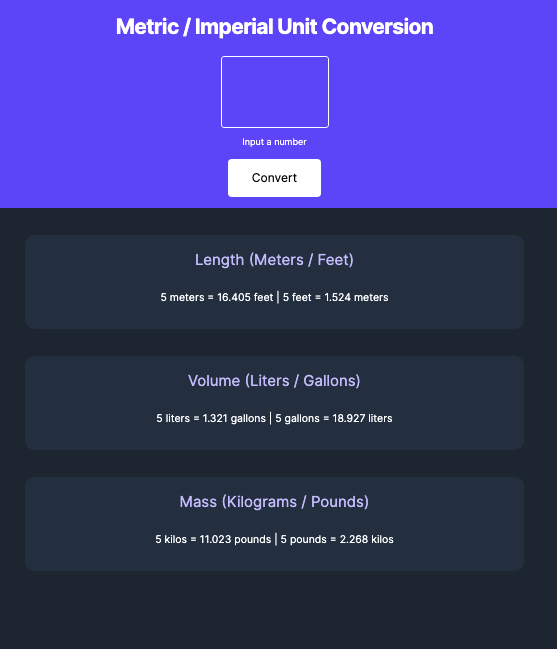 Metric / Imperial Unit Conversion
Input a number
Convert
Length (Meters / Feet)
5 meters = 16.405 feet | 5 feet = 1.524 meters
Volume (Liters / Gallons)
5 liters = 1.321 gallons | 5 gallons = 18.927 liters
Mass (Kilograms / Pounds)
5 kilos = 11.023 pounds | 5 pounds = 2.268 kilos